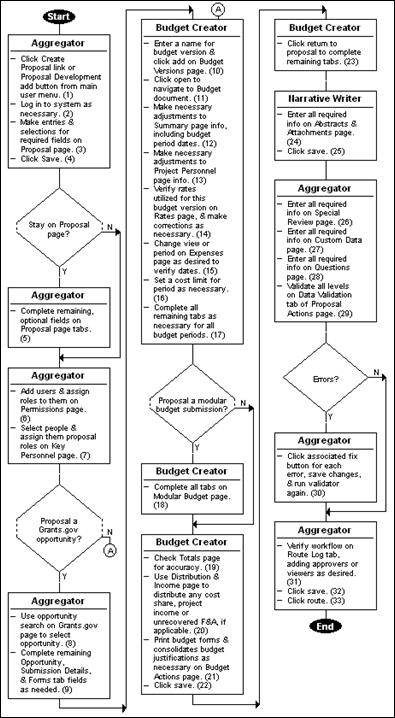 Start
Aggregator
– Click Create
Proposal link or
Proposal Development
add button from main
user menu. (1)
– Log in to system as
necessary. (2)
– Make entries &
selections for
required fields on
Proposal page. (3)
– Click Save. (4)
Stay on Proposal
page?
N
Y
Aggregator
– Complete remaining,
optional fields on
Proposal page tabs.
(5)
Aggregator
– Add users & assign
roles to them on
Permissions page.
(6)
– Select people &
assign them proposal
roles on Key
Personnel page. (7)
Proposal a
Grants.gov
opportunity?
N
A
Y
Aggregator
– Use opportunity
search on Grants.gov
page to select
opportunity. (8)
– Complete remaining
Opportunity,
Submission Details,
& Forms tab fields
as needed. (9)
A
Budget Creator
– Enter a name for
budget version &
click add on Budget
Versions page. (10)
– Click open to
navigate to Budget
document. (11)
– Make necessary
adjustments to
Summary page info,
including budget
period dates. (12)
– Make necessary
adjustments to
Project Personnel
page info. (13)
– Verify rates
utilized for this
budget version on
Rates page, & make
corrections as
necessary. (14)
– Change view or
period on Expenses
page as desired to
verify dates. (15)
– Set a cost limit for
period as necessary.
(16)
– Complete all
remaining tabs as
necessary for all
budget periods. (17)
Proposal a modular
budget submission?
N
Y
Budget Creator
– Complete all tabs on
Modular Budget page.
(18)
Budget Creator
– Check Totals page
for accuracy. (19)
– Use Distribution &
Income page to
distribute any cost
share, project
income or
unrecovered F&A, if
applicable. (20)
– Print budget forms &
consolidates budget
justifications as
necessary on Budget
Actions page. (21)
– Click save. (22)
Budget Creator
– Click return to
proposal to complete
remaining tabs. (23)
Narrative Writer
– Enter all required
info on Abstracts &
Attachments page.
(24)
– Click save. (25)
Aggregator
– Enter all required
info on Special
Review page. (26)
– Enter all required
info on Custom Data
page. (27)
– Enter all required
info on Questions
page. (28)
– Validate all levels
on Data Validation
tab of Proposal
Actions page. (29)
Errors?
N
Y
Aggregator
– Click associated fix
button for each
error, save changes,
& run validator
again. (30)
Aggregator
– Verify workflow on
Route Log tab,
adding approvers or
viewers as desired.
(31)
– Click save. (32)
– Click route. (33)
End